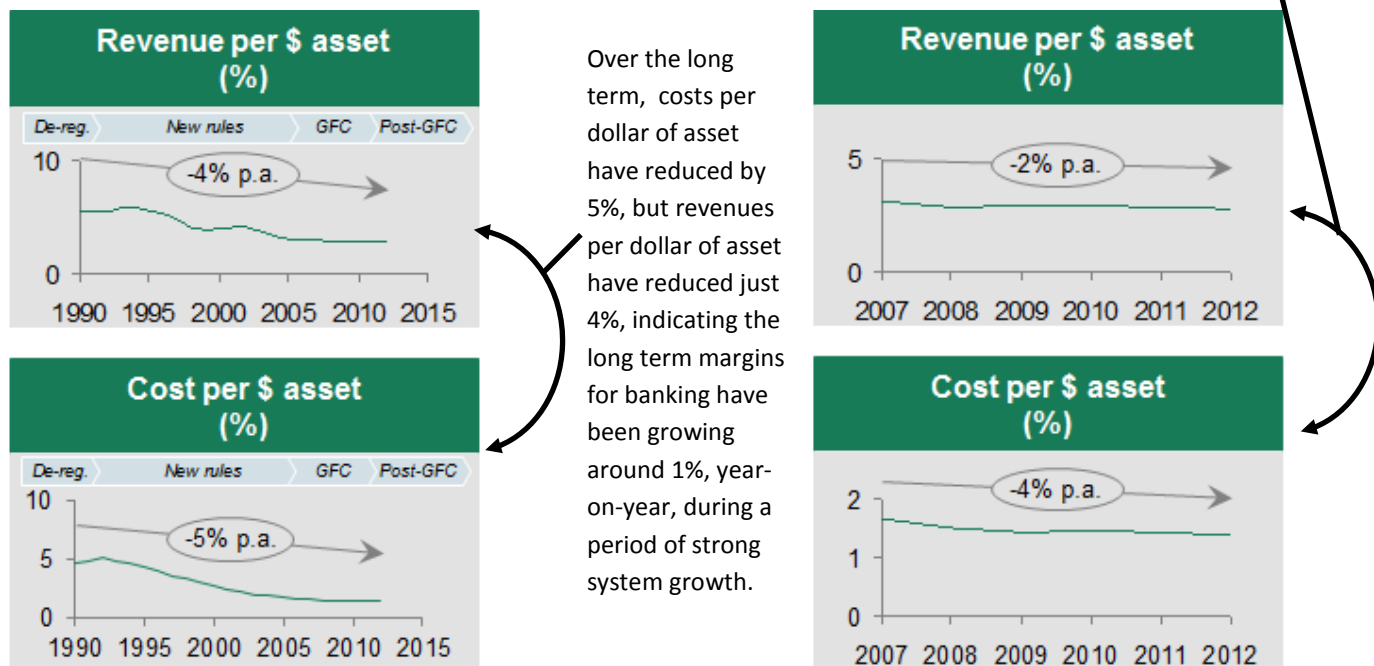 Revenue per $ asset
(%)
De-reg.
New rules
GFC
Post-GFC
10
-4% p.a.
0
1990 1995 2000 2005 2010 2015
Cost per $ asset
(%)
De-reg.
New rules
GFC
Post-GFC
10
-5% p.a.
5
0
1990 1995 2000 2005 2010 2015
Over the long
term, costs per
dollar of asset
have reduced by
5%, but revenues
per dollar of asset
have reduced just
4%, indicating the
long term margins
for banking have
been growing
around 1%, year-
on-year, during a
period of strong
system growth.
Revenue per $ asset
(%)
5
-2% p.a.
0
2007 2008 2009 2010 2011 2012
Cost per $ asset
(%)
-4% p.a.
2
1
0
2007 2008 2009 2010 2011 2012